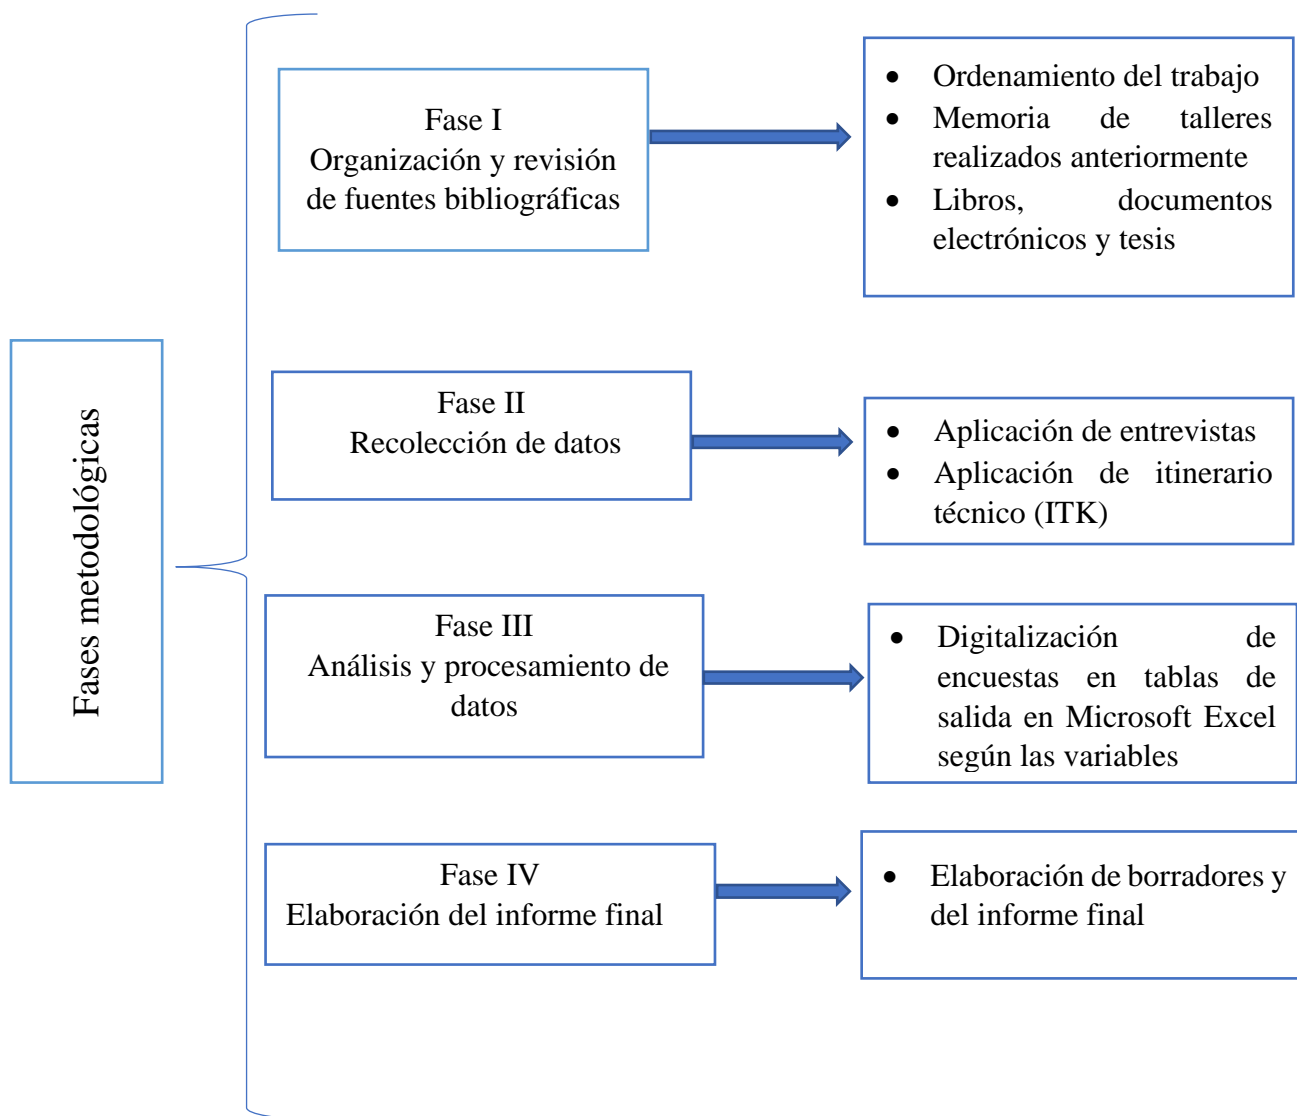 Fases metodológicas
Fase I
Organización y revisión
de fuentes bibliográficas
• Ordenamiento del trabajo
• Memoria de talleres
realizados anteriormente
• Libros, documentos
electrónicos y tesis
Fase II
Recolección de datos
• Aplicación de entrevistas
• Aplicación de itinerario
técnico (ITK)
Fase III
Análisis y procesamiento de
datos
• Digitalización de
encuestas en tablas de
salida en Microsoft Excel
según las variables
Fase IV
Elaboración del informe final
• Elaboración de borradores y
del informe final